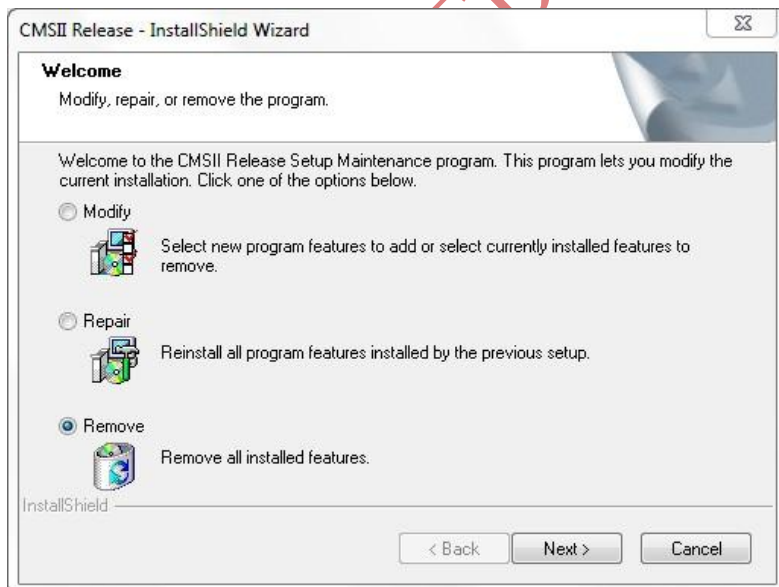 CMSII Release - InstallShield Wizard
Welcome
Modify, repair, or remove the program.
Welcome to the CMSII Release Setup Maintenance program. This program lets you modify the
current installation. Click one of the options below.
Modify
Select new program features to add or select currently installed features to
remove.
Repair
Reinstall all program features installed by the previous setup.
Remove
Remove all installed features.
InstallShield
< Back
Next >
Cancel